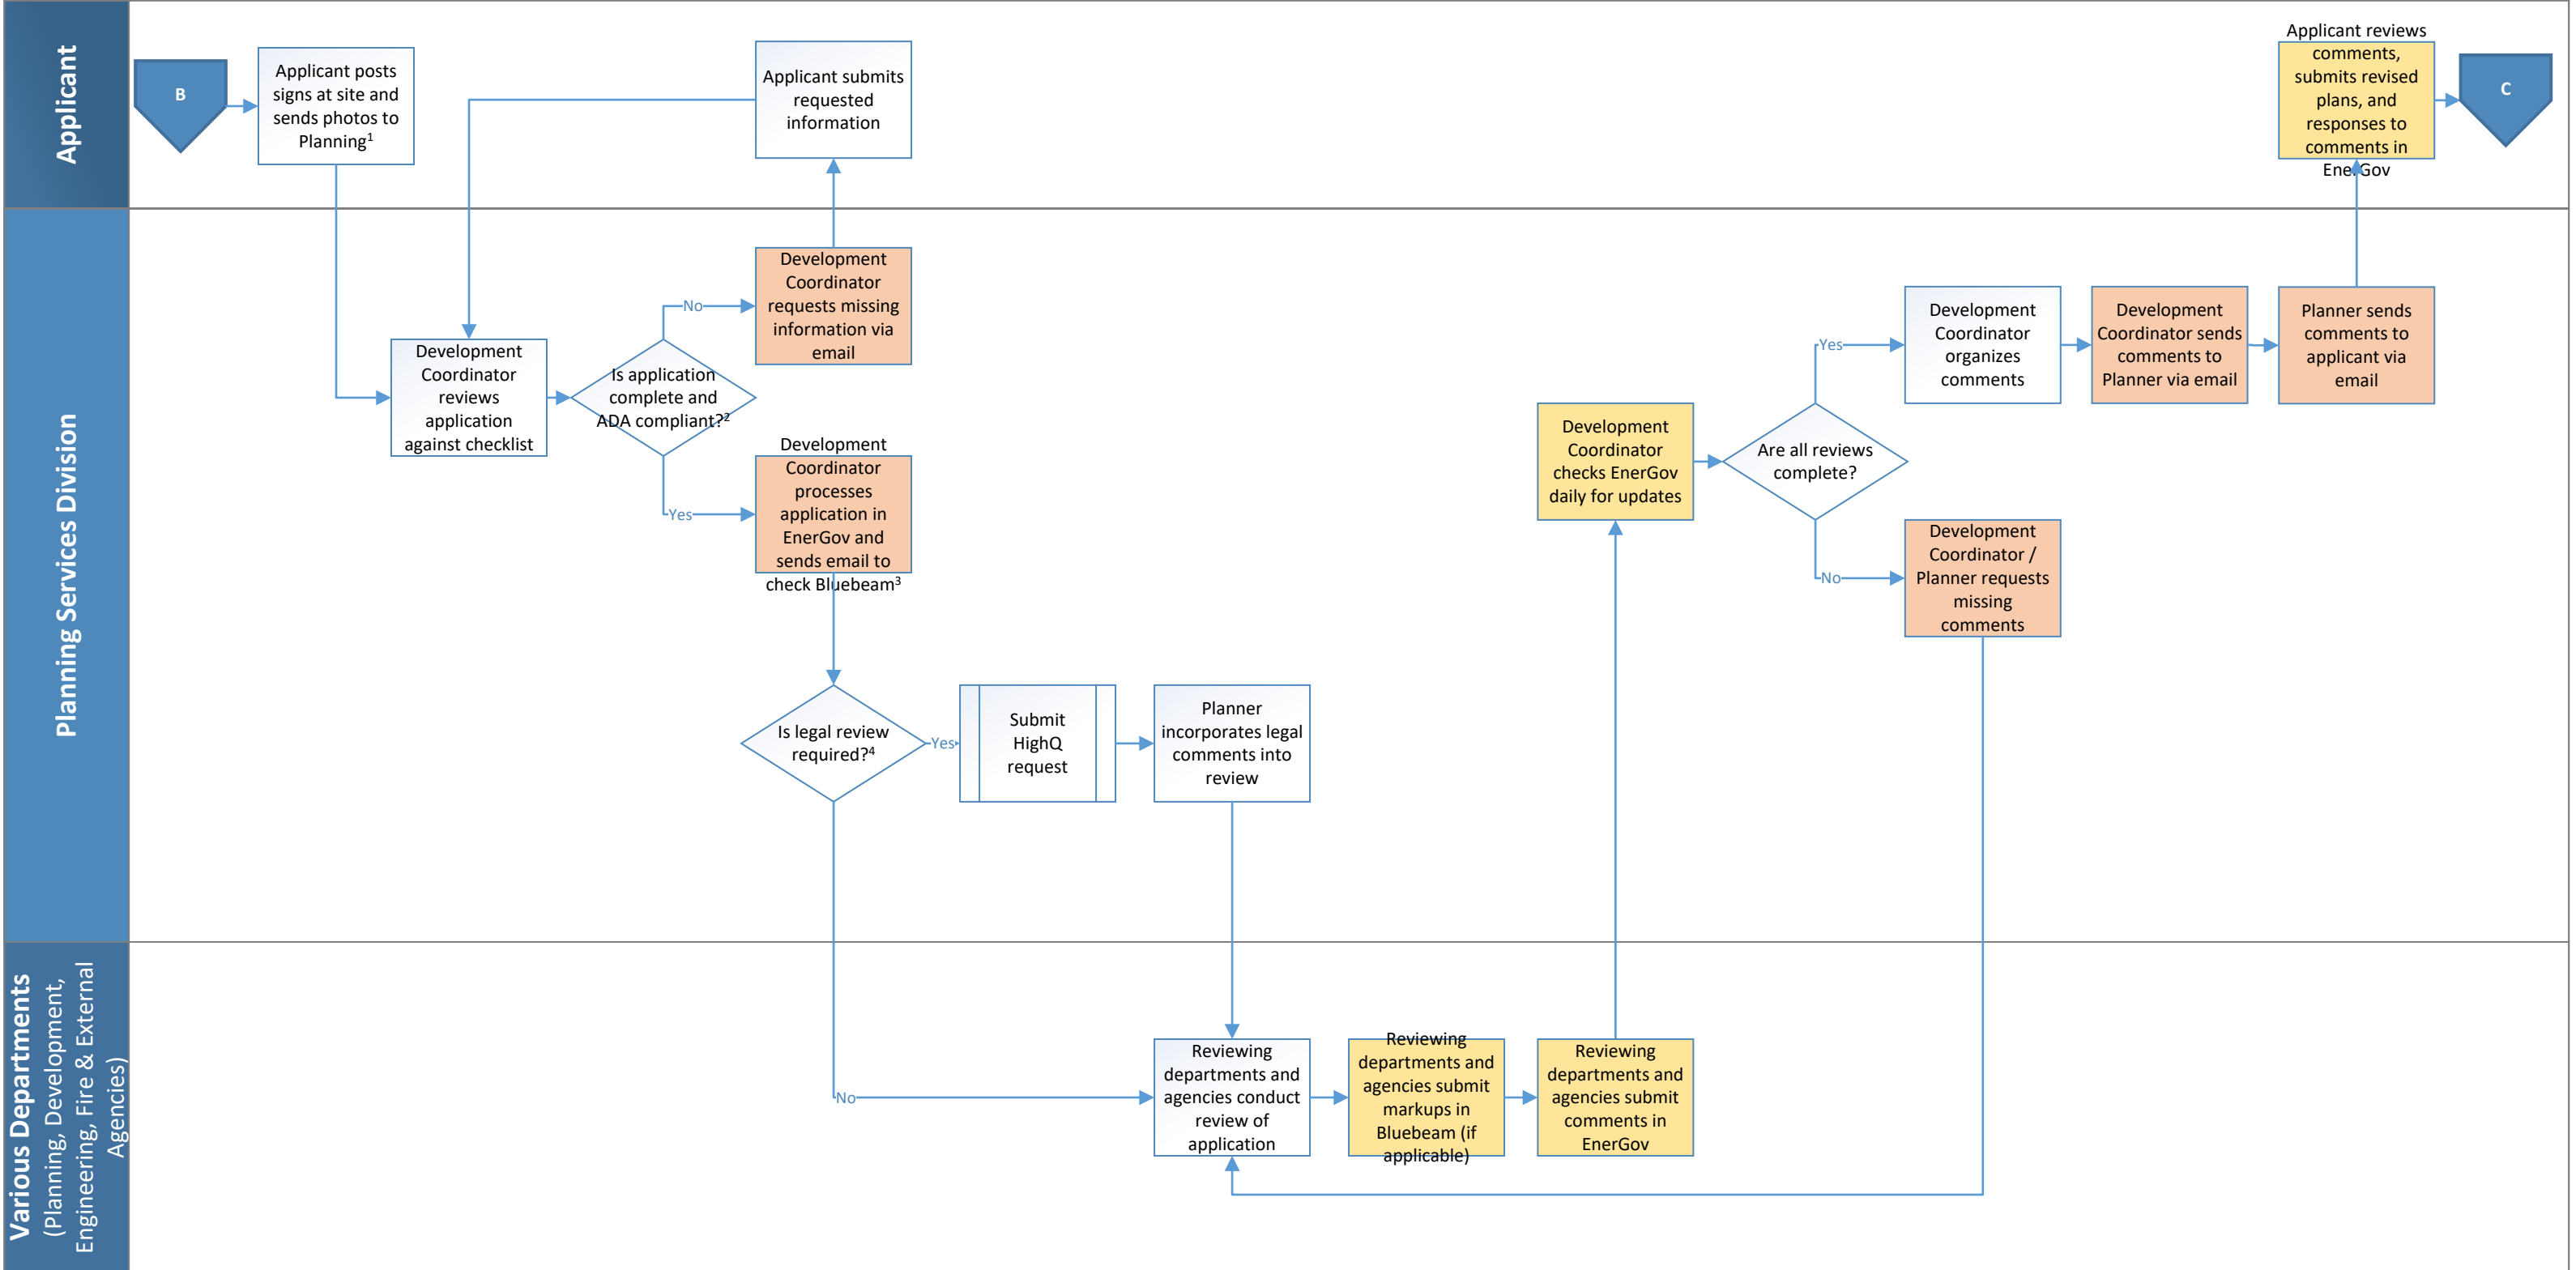 Applicant
B
Applicant posts
signs at site and
sends photos to
Planning¹
Applicant submits
requested
information
Applicant reviews
comments,
submits revised
plans, and
responses to
comments in
EnerGov
C
Planning Services Division
Development
Coordinator
reviews
application
against checklist
Is application
complete and
ADA compliant?²
No
Development
Coordinator
requests missing
information via
email
Yes
Development
Coordinator
processes
application in
EnerGov and
sends email to
check Bluebeam³
Is legal review
required?⁴
Yes
Submit
HighQ
request
Planner
incorporates legal
comments into
review
Development
Coordinator
checks EnerGov
daily for updates
Are all reviews
complete?
Yes
Development
Coordinator
organizes
comments
Development
Coordinator sends
comments to
Planner via email
Planner sends
comments to
applicant via
email
No
Development
Coordinator /
Planner requests
missing
comments
Various Departments
(Planning, Development,
Engineering, Fire & External
Agencies)
No
Reviewing
departments and
agencies conduct
review of
application
Reviewing
departments and
agencies submit
markups in
Bluebeam (if
applicable)
Reviewing
departments and
agencies submit
comments in
EnerGov